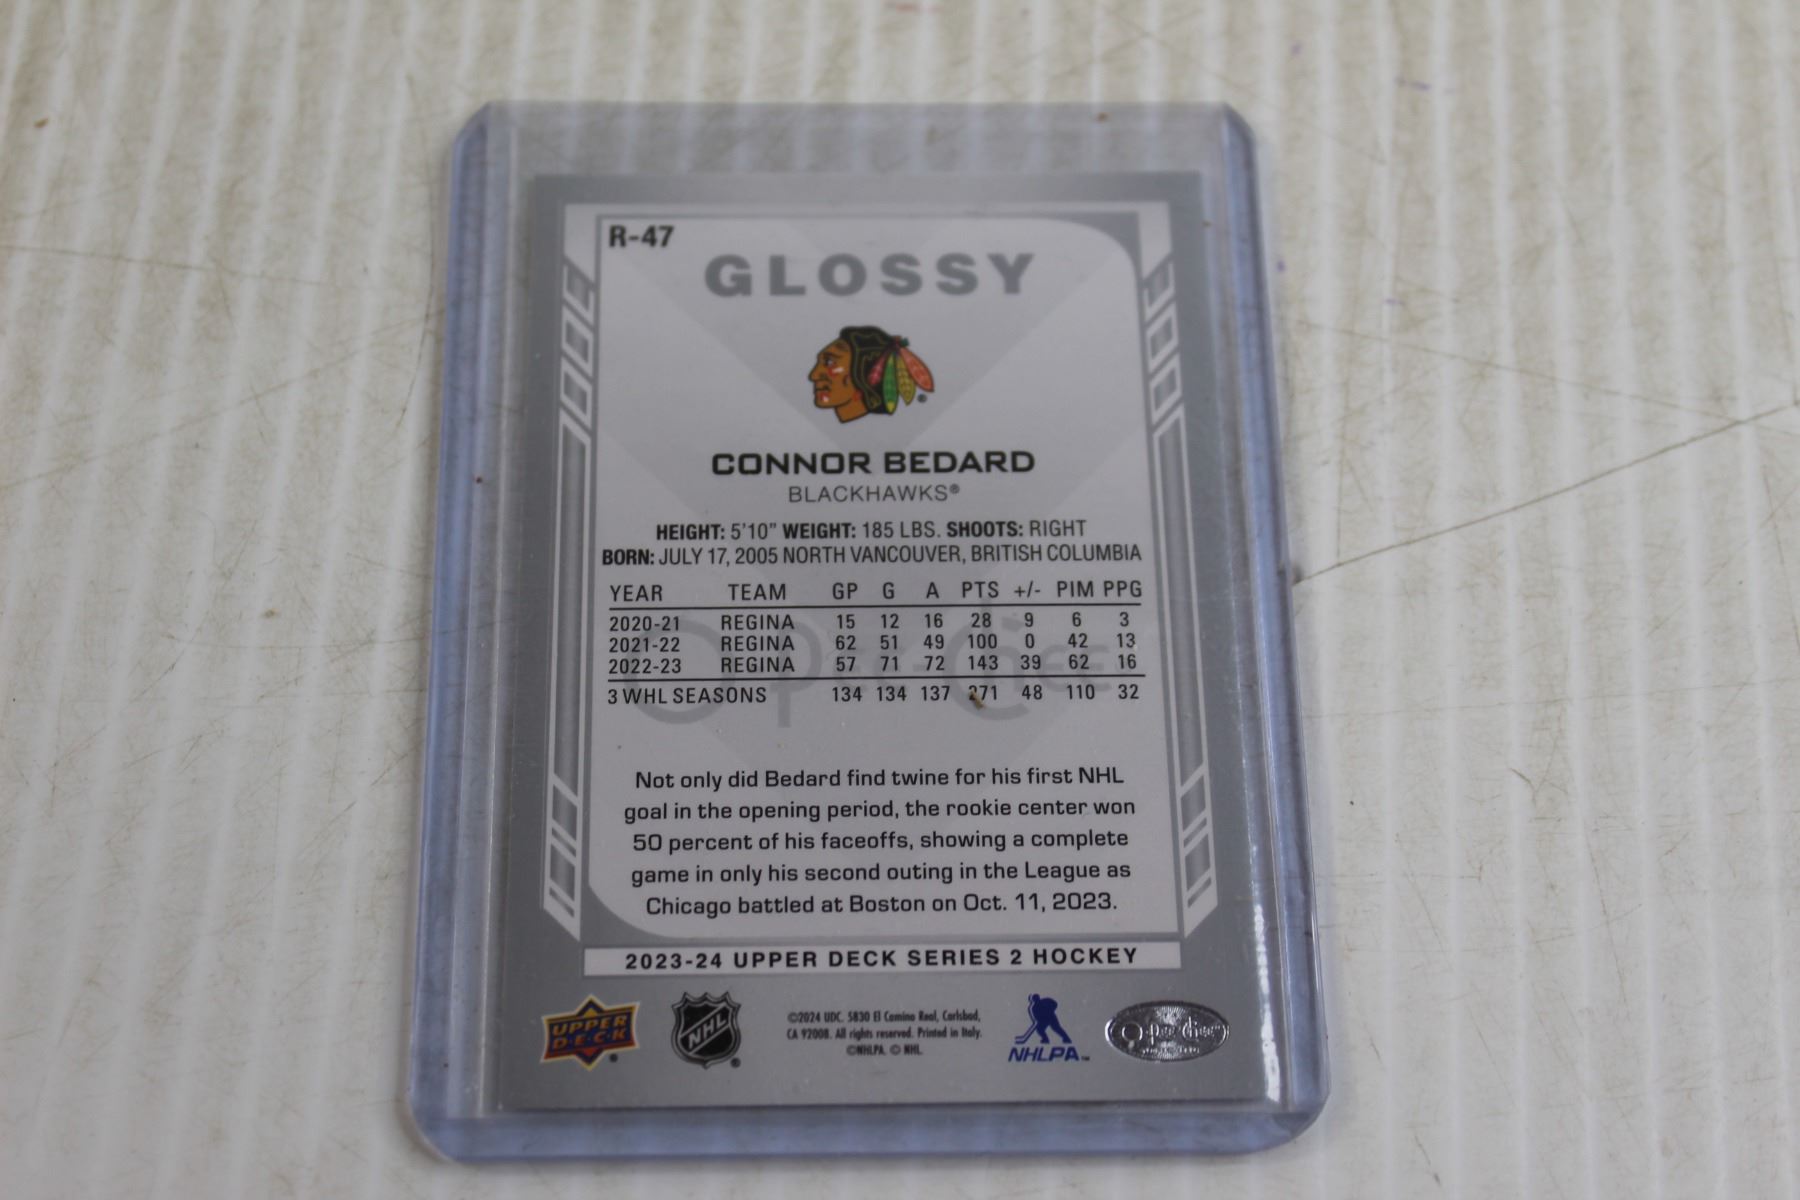 R-47
GLOSSY
CONNOR BEDARD
BLACKHAWKS®
HEIGHT: 5'10" WEIGHT: 185 LBS. SHOOTS: RIGHT
BORN: JULY 17, 2005 NORTH VANCOUVER, BRITISH COLUMBIA
YEAR TEAM GP G A PTS +/- PIM PPG
2020-21 REGINA 15 12 16 28 9 6 3
2021-22 REGINA 62 51 49 100 0 42 13
2022-23 REGINA 57 71 72 143 39 62 16
3 WHL SEASONS 134 134 137 271 48 110 32
O-Pee-Chee
Not only did Bedard find twine for his first NHL
goal in the opening period, the rookie center won
50 percent of his faceoffs, showing a complete
game in only his second outing in the League as
Chicago battled at Boston on Oct. 11, 2023.
2023-24 UPPER DECK SERIES 2 HOCKEY
UPPER
D·E·C·K
®
NHL
®
©2024 UDC. 5830 El Camino Real, Carlsbad,
CA 92008. All rights reserved. Printed in Italy.
©NHLPA. © NHL.
NHLPA™
O-Pee-Chee